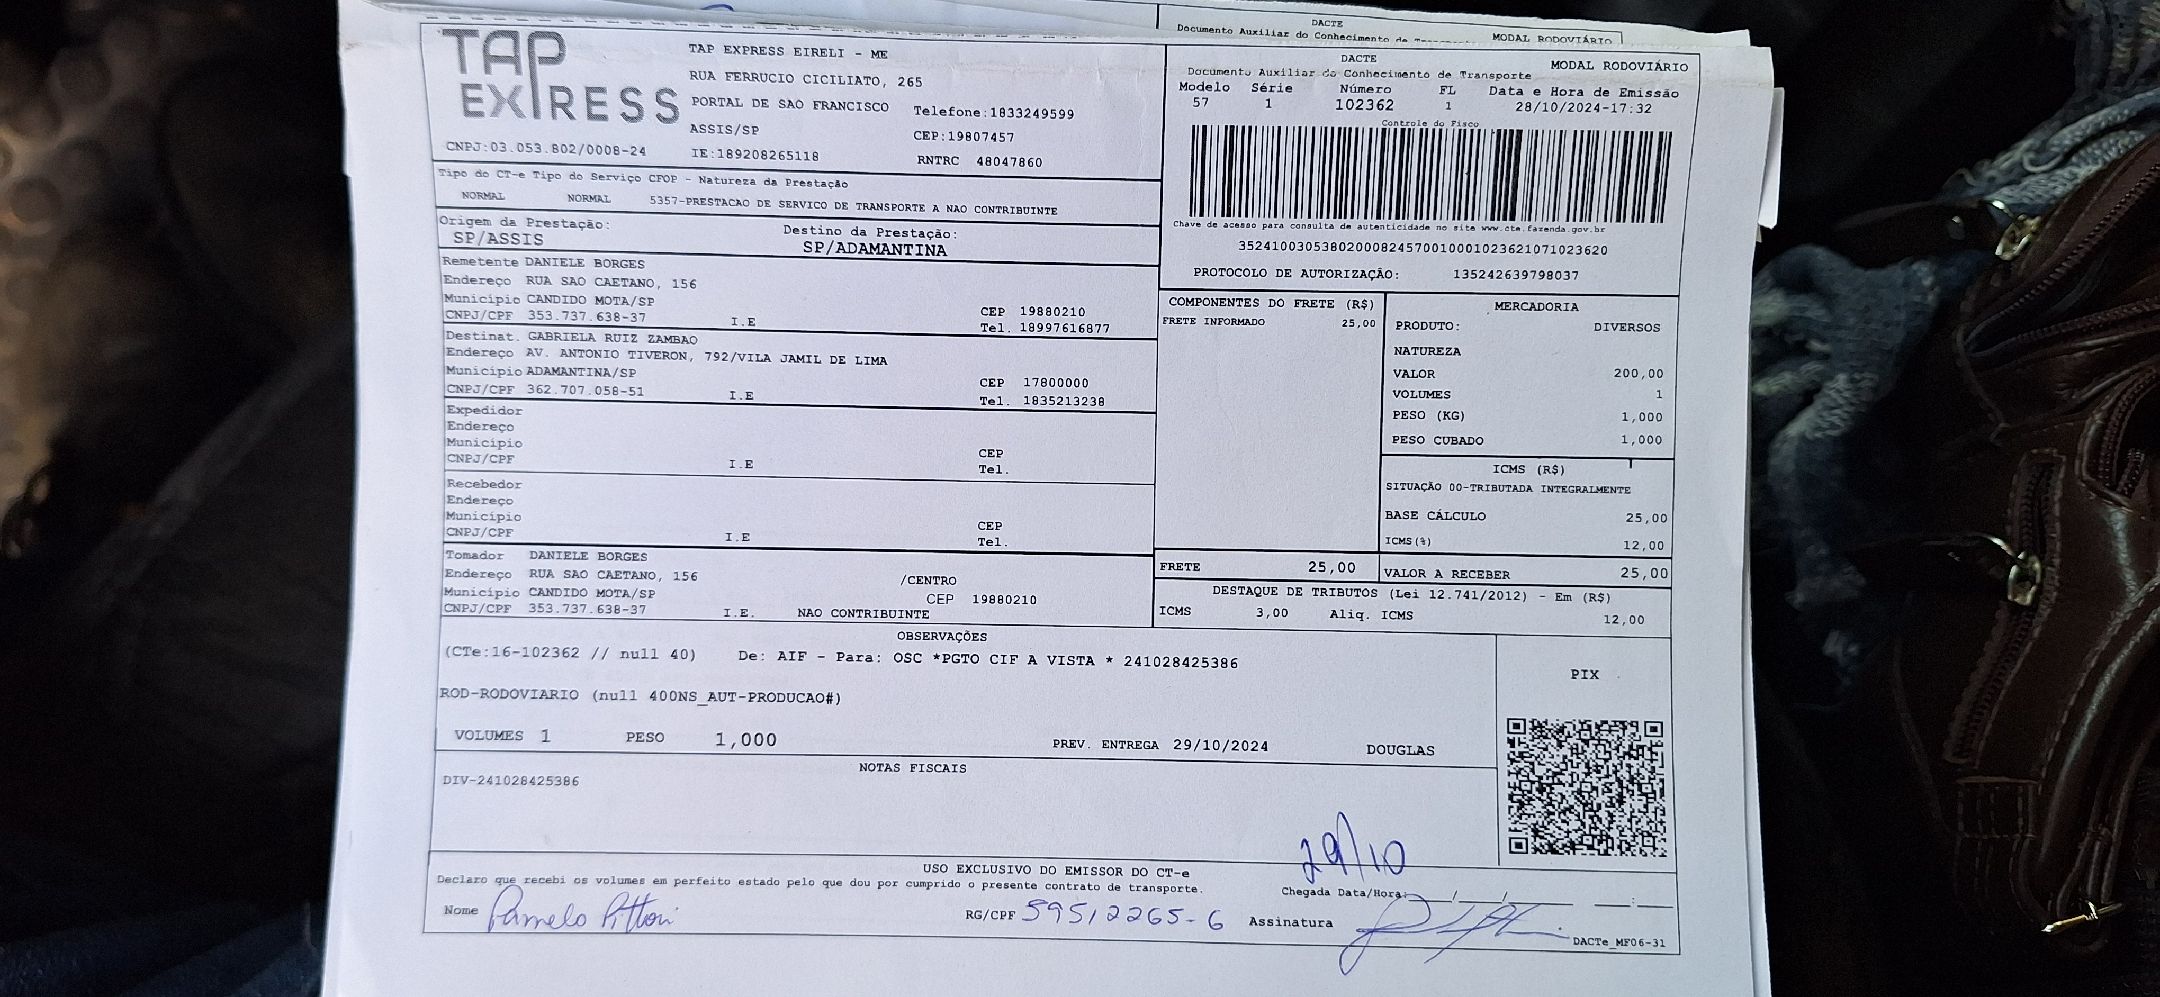 DACTE
Documento Auxiliar do Conhecimento de
MODAL RODOVIÁRIO
TAP EXPRESS
TAP EXPRESS EIRELI - ME
RUA FERRUCIO CICILIATO, 265
PORTAL DE SAO FRANCISCO
Telefone:1833249599
ASSIS/SP
CEP:19807457
CNPJ:03.053.802/0008-24
IE:189208265118
RNTRC 48047860
DACTE
MODAL RODOVIÁRIO
Documento Auxiliar do Conhecimento de Transporte
Modelo Série Número FL Data e Hora de Emissão
57 1 102362 1 28/10/2024-17:32
Controle do Fisco
Chave de acesso para consulta de autenticidade no site www.cte.fazenda.gov.br
35241003053802000824570010001023621071023620
PROTOCOLO DE AUTORIZAÇÃO: 135242639798037
Tipo do CT-e Tipo do Serviço CFOP - Natureza da Prestação
NORMAL NORMAL 5357-PRESTACAO DE SERVICO DE TRANSPORTE A NAO CONTRIBUINTE
Origem da Prestação: Destino da Prestação:
SP/ASSIS SP/ADAMANTINA
Remetente DANIELE BORGES
Endereço RUA SAO CAETANO, 156
Município CANDIDO MOTA/SP CEP 19880210
CNPJ/CPF 353.737.638-37 I.E Tel. 18997616877
Destinat. GABRIELA RUIZ ZAMBAO
Endereço AV. ANTONIO TIVERON, 792/VILA JAMIL DE LIMA
Município ADAMANTINA/SP CEP 17800000
CNPJ/CPF 362.707.058-51 I.E Tel. 1835213238
Expedidor
Endereço
Município CEP
CNPJ/CPF I.E Tel.
Recebedor
Endereço
Município CEP
CNPJ/CPF I.E Tel.
Tomador DANIELE BORGES
Endereço RUA SAO CAETANO, 156 /CENTRO
Município CANDIDO MOTA/SP CEP 19880210
CNPJ/CPF 353.737.638-37 I.E. NAO CONTRIBUINTE
COMPONENTES DO FRETE (R$)
FRETE INFORMADO 25,00
MERCADORIA
PRODUTO: DIVERSOS
NATUREZA
VALOR 200,00
VOLUMES 1
PESO (KG) 1,000
PESO CUBADO 1,000
ICMS (R$)
SITUAÇÃO 00-TRIBUTADA INTEGRALMENTE
BASE CÁLCULO 25,00
ICMS(%) 12,00
FRETE 25,00
VALOR A RECEBER 25,00
DESTAQUE DE TRIBUTOS (Lei 12.741/2012) - Em (R$)
ICMS 3,00 Aliq. ICMS 12,00
OBSERVAÇÕES
(CTe:16-102362 // null 40) De: AIF - Para: OSC *PGTO CIF A VISTA * 241028425386
ROD-RODOVIARIO (null 400NS_AUT-PRODUCAO#)
VOLUMES 1 PESO 1,000 PREV. ENTREGA 29/10/2024 DOUGLAS
PIX
NOTAS FISCAIS
DIV-241028425386
29/10
USO EXCLUSIVO DO EMISSOR DO CT-e
Declaro que recebi os volumes em perfeito estado pelo que dou por cumprido o presente contrato de transporte.
Chegada Data/Hora: __/__/____ __:__
Nome Pamela Pittori RG/CPF 59512265-6 Assinatura
DACTe_MF06-31